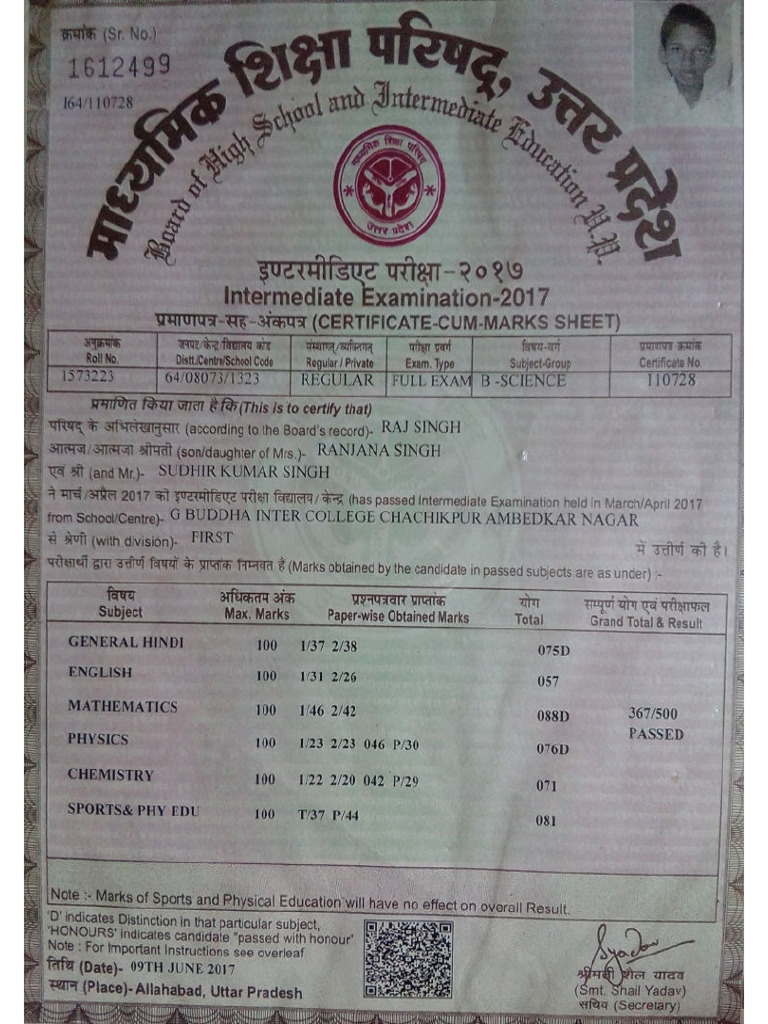 क्रमांक (Sr. No.)
1612499
I64/110728
माध्यमिक शिक्षा परिषद्, उत्तर प्रदेश
Board of High School and Intermediate Education U.P.
माध्यमिक शिक्षा परिषद्
उत्तर प्रदेश
इण्टरमीडिएट परीक्षा-२०१७
Intermediate Examination-2017
प्रमाणपत्र-सह-अंकपत्र (CERTIFICATE-CUM-MARKS SHEET)
अनुक्रमांक जनपद/केन्द्र/विद्यालय कोड संस्थागत/व्यक्तिगत परीक्षा प्रवर्ग विषय-वर्ग प्रमाणपत्र क्रमांक
Roll No. Distt./Centre/School Code Regular / Private Exam. Type Subject-Group Certificate No.
1573223 64/08073/1323 REGULAR FULL EXAM B -SCIENCE 110728
प्रमाणित किया जाता है कि (This is to certify that)
परिषद् के अभिलेखानुसार (according to the Board's record)- RAJ SINGH
आत्मज/आत्मजा श्रीमती (son/daughter of Mrs.)- RANJANA SINGH
एवं श्री (and Mr.)- SUDHIR KUMAR SINGH
ने मार्च/अप्रैल 2017 को इण्टरमीडिएट परीक्षा विद्यालय/केन्द्र (has passed Intermediate Examination held in March/April 2017
from School/Centre)- G BUDDHA INTER COLLEGE CHACHIKPUR AMBEDKAR NAGAR
से श्रेणी (with division)- FIRST में उत्तीर्ण की है।
परीक्षार्थी द्वारा उत्तीर्ण विषयों के प्राप्तांक निम्नवत है (Marks obtained by the candidate in passed subjects are as under) :-
विषय अधिकतम अंक प्रश्नपत्रवार प्राप्तांक योग सम्पूर्ण योग एवं परीक्षाफल
Subject Max. Marks Paper-wise Obtained Marks Total Grand Total & Result
GENERAL HINDI 100 1/37 2/38 075D
ENGLISH 100 1/31 2/26 057
MATHEMATICS 100 1/46 2/42 088D 367/500
PASSED
PHYSICS 100 1/23 2/23 046 P/30 076D
CHEMISTRY 100 1/22 2/20 042 P/29 071
SPORTS& PHY EDU 100 T/37 P/44 081
Note :- Marks of Sports and Physical Education will have no effect on overall Result.
'D' indicates Distinction in that particular subject,
'HONOURS' indicates candidate "passed with honour"
Note : For Important Instructions see overleaf
तिथि (Date)- 09TH JUNE 2017
स्थान (Place)- Allahabad, Uttar Pradesh
Syadav
श्रीमती शैल यादव
(Smt. Shail Yadav)
सचिव (Secretary)